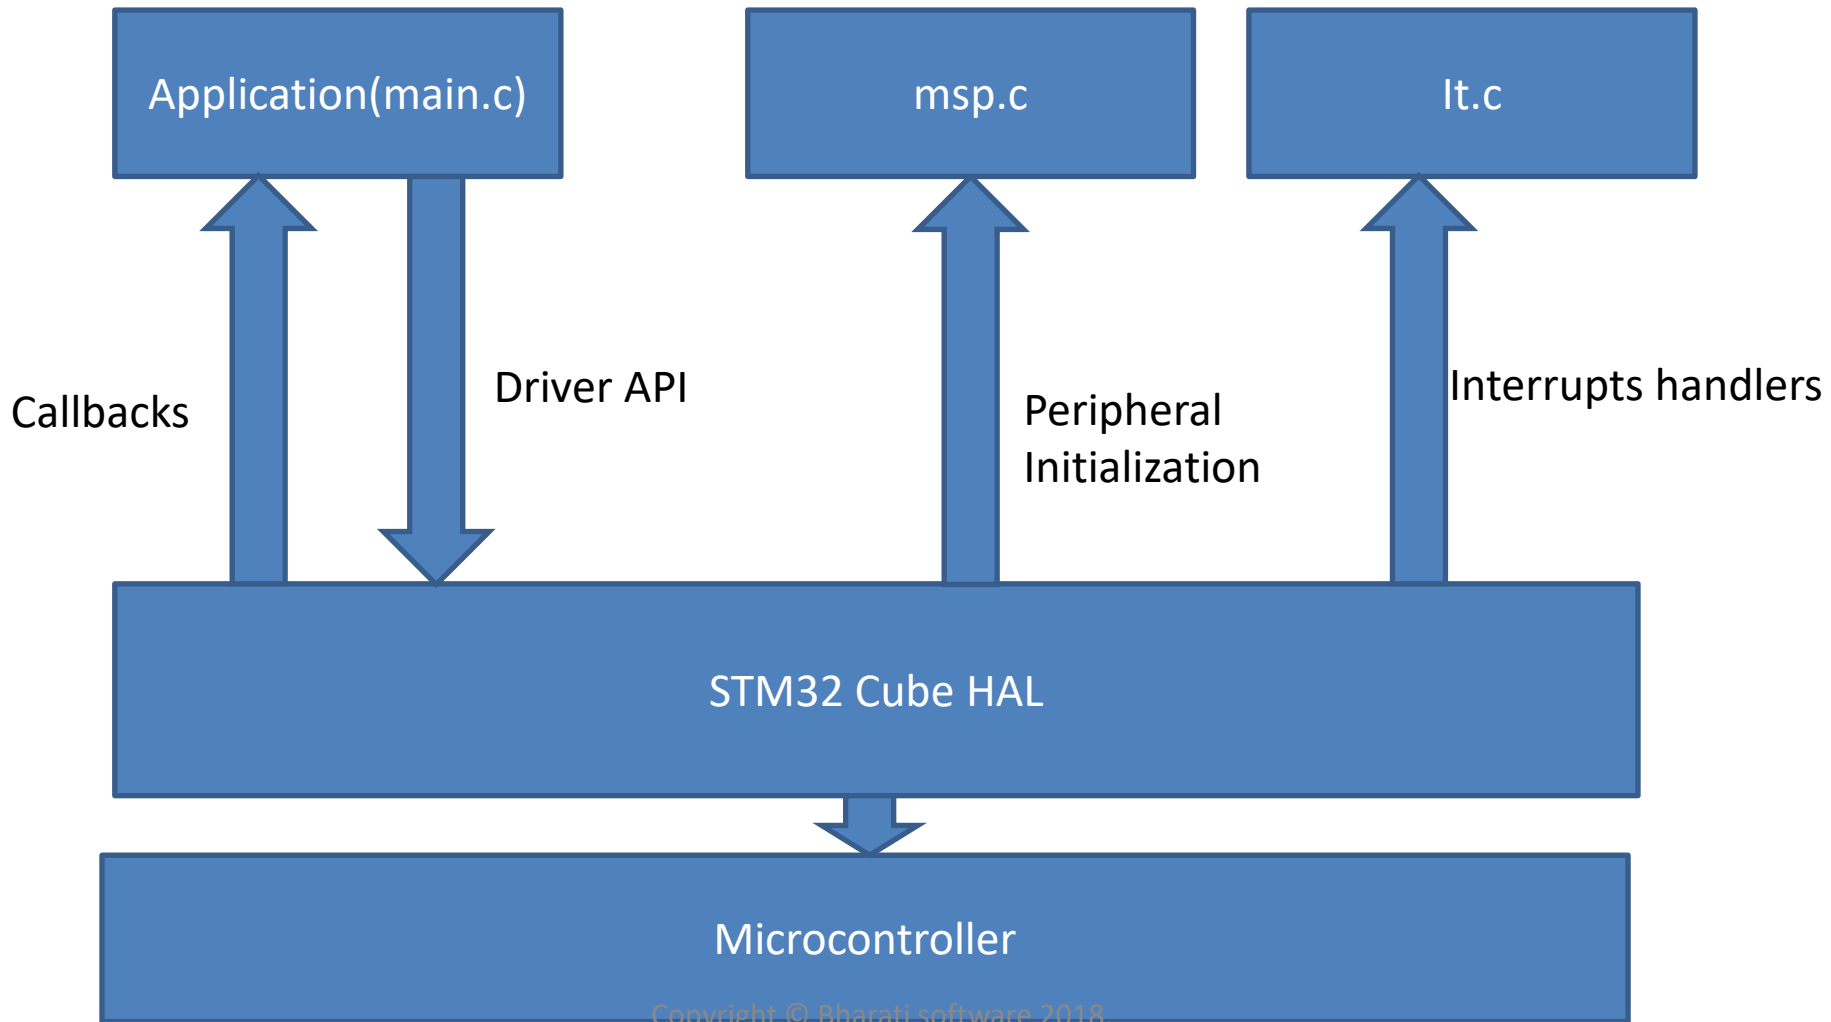 Application(main.c)
msp.c
It.c
Callbacks
Driver API
Peripheral
Initialization
Interrupts handlers
STM32 Cube HAL
Microcontroller
Copyright © Bharati software 2018.